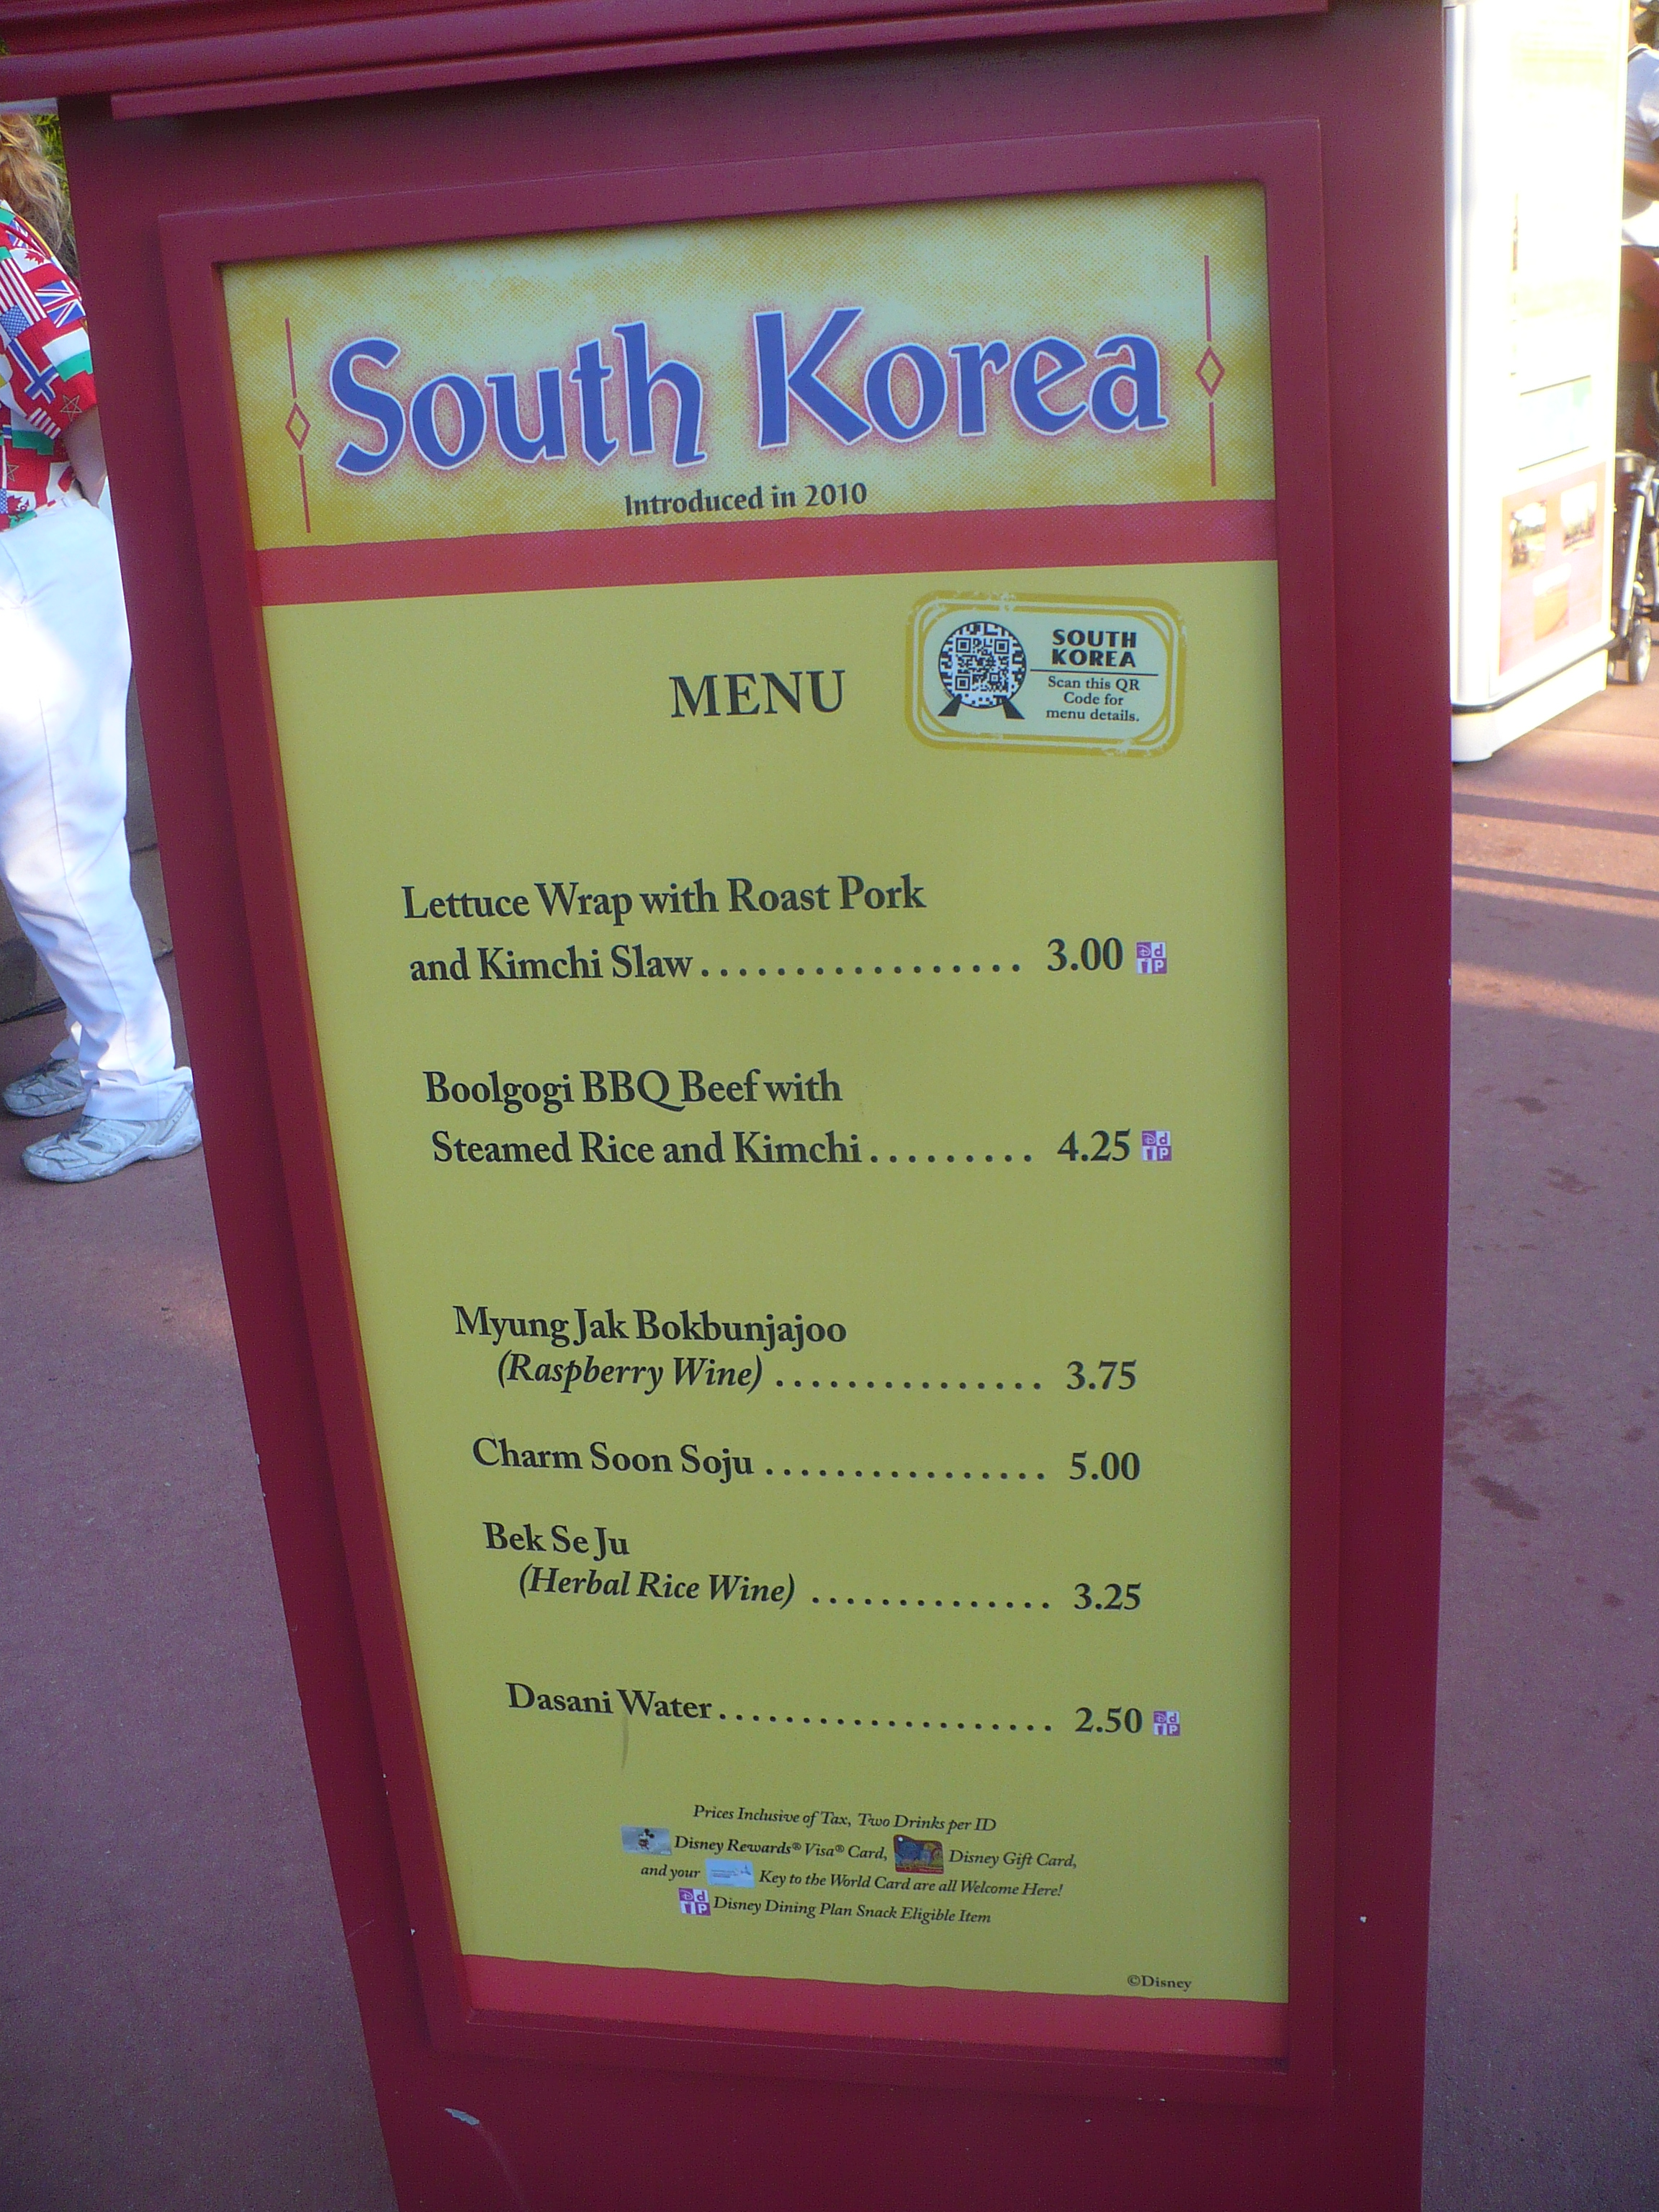 South Korea
Introduced in 2010
MENU
SOUTH
KOREA
Scan this QR
Code for
menu details.
Lettuce Wrap with Roast Pork
and Kimchi Slaw................. 3.00
Boolgogi BBQ Beef with
Steamed Rice and Kimchi......... 4.25
Myung Jak Bokbunjajoo
(Raspberry Wine) ............... 3.75
Charm Soon Soju ................ 5.00
Bek Se Ju
(Herbal Rice Wine) .............. 3.25
Dasani Water.................... 2.50
Prices Inclusive of Tax, Two Drinks per ID
Disney Rewards® Visa® Card, Disney Gift Card,
and your Key to the World Card are all Welcome Here!
Disney Dining Plan Snack Eligible Item
©Disney